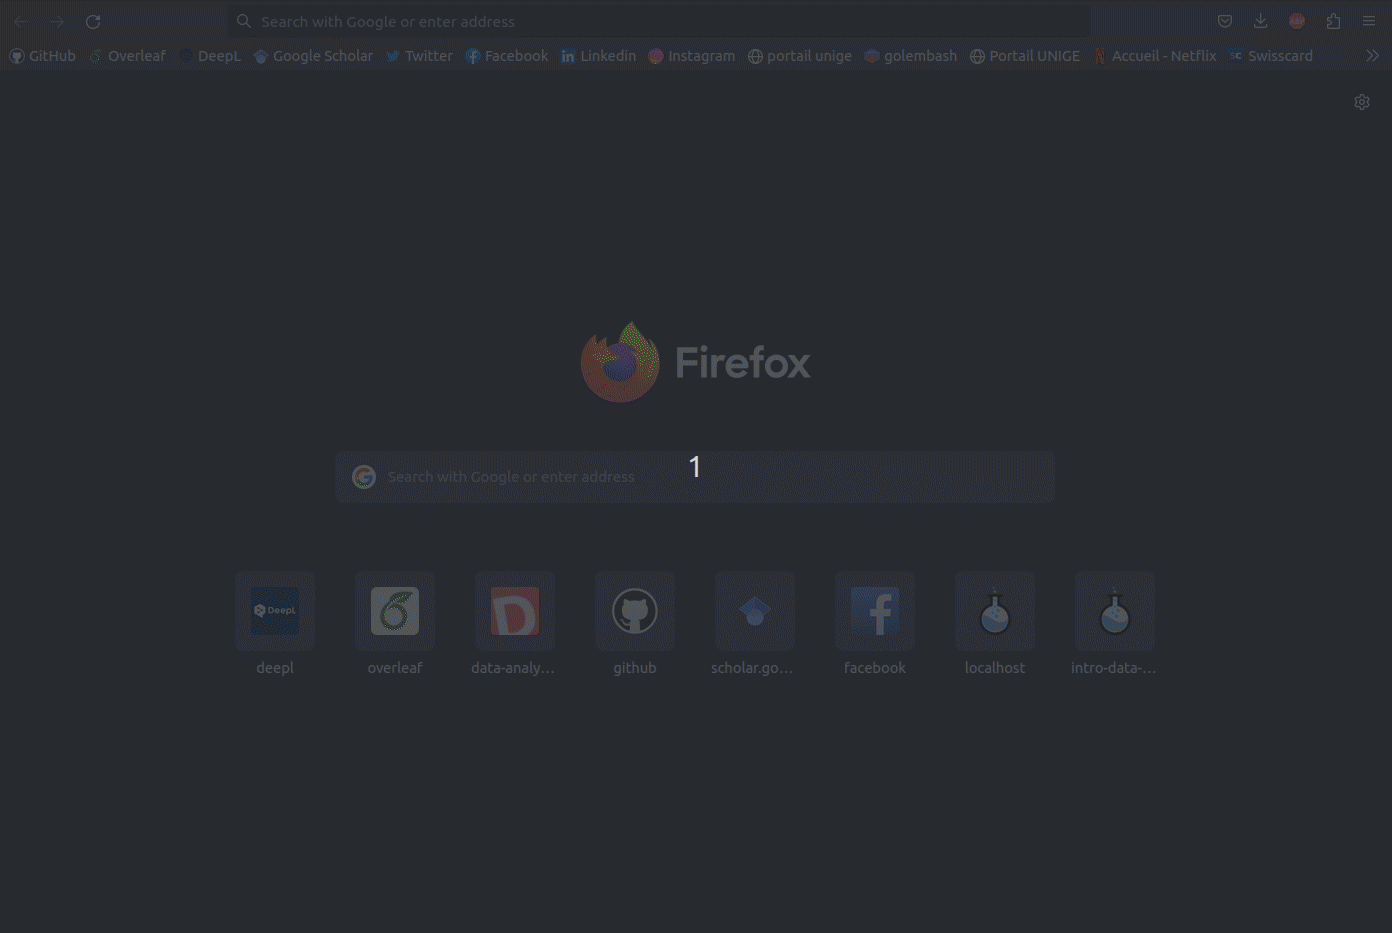 Search with Google or enter address
GitHub Overleaf DeepL Google Scholar Twitter Facebook Linkedin Instagram portail unige golembash Portail UNIGE Accueil - Netflix SC Swisscard
Firefox
Search with Google or enter address
1
DeepL
deepl overleaf data-analy... github scholar.go... facebook localhost intro-data-...